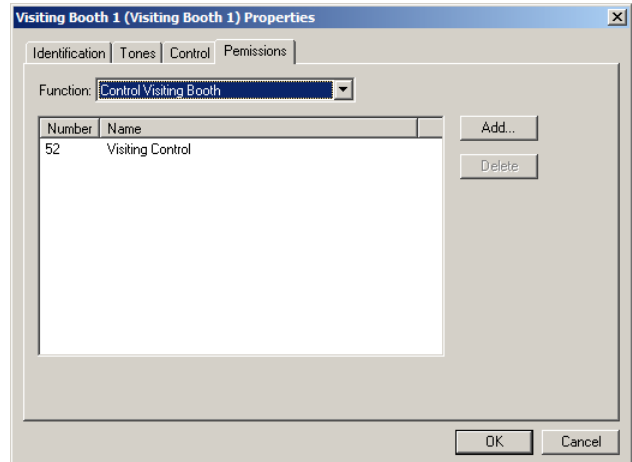 Visiting Booth 1 (Visiting Booth 1) Properties
Identification Tones Control Pemissions
Function: Control Visiting Booth
Number Name
52 Visiting Control
Add...
Delete
OK Cancel